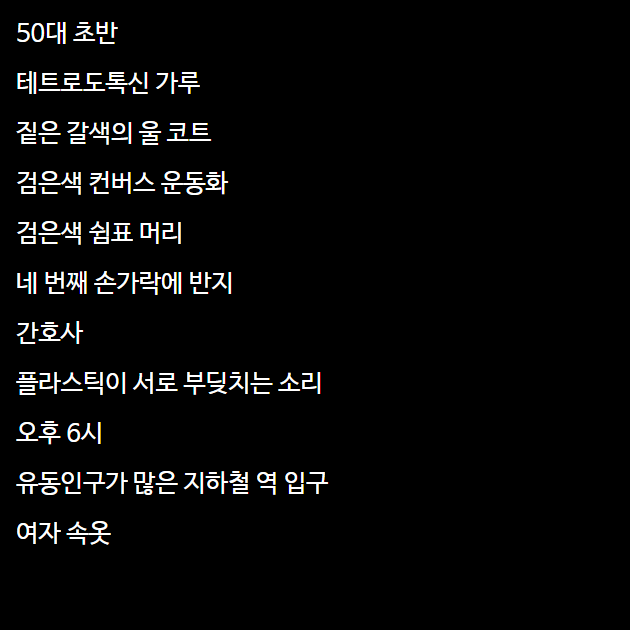 50대 초반
테트로도톡신 가루
짙은 갈색의 울 코트
검은색 컨버스 운동화
검은색 쉼표 머리
네 번째 손가락에 반지
간호사
플라스틱이 서로 부딪치는 소리
오후 6시
유동인구가 많은 지하철 역 입구
여자 속옷